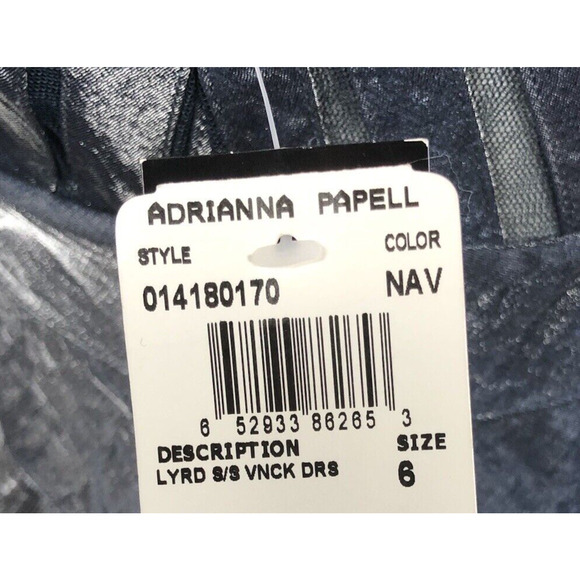 ADRIANNA PAPELL
STYLE COLOR
014180170 NAV
6 52933 86265 3
DESCRIPTION SIZE
LYRD S/S VNCK DRS 6